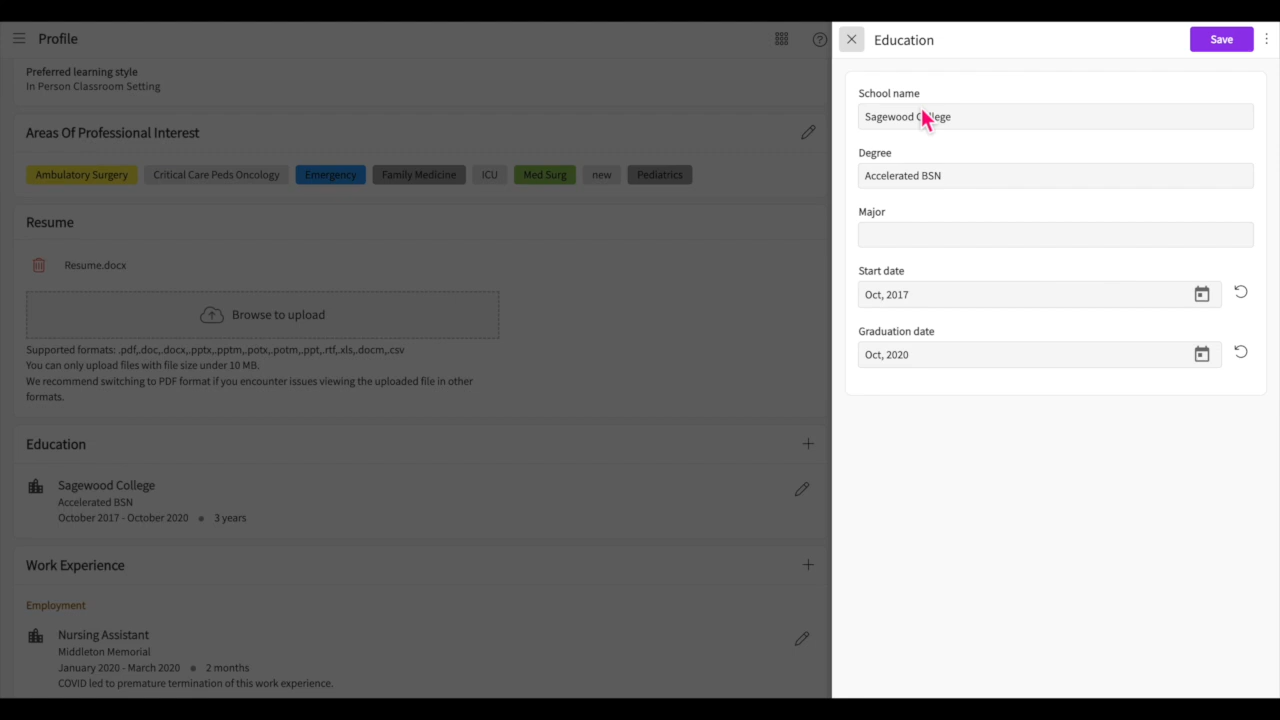 Profile
Preferred learning style
In Person Classroom Setting
Areas Of Professional Interest
Ambulatory Surgery Critical Care Peds Oncology Emergency Family Medicine ICU Med Surg new Pediatrics
Resume
Resume.docx
Browse to upload
Supported formats: .pdf,.doc,.docx,.pptx,.pptm,.potx,.potm,.ppt,.rtf,.xls,.docm,.csv
You can only upload files with file size under 10 MB.
We recommend switching to PDF format if you encounter issues viewing the uploaded file in other
formats.
Education
Sagewood College
Accelerated BSN
October 2017 - October 2020 • 3 years
Work Experience
Employment
Nursing Assistant
Middleton Memorial
January 2020 - March 2020 • 2 months
COVID led to premature termination of this work experience.
Education
Save
School name
Sagewood College
Degree
Accelerated BSN
Major
Start date
Oct, 2017
Graduation date
Oct, 2020